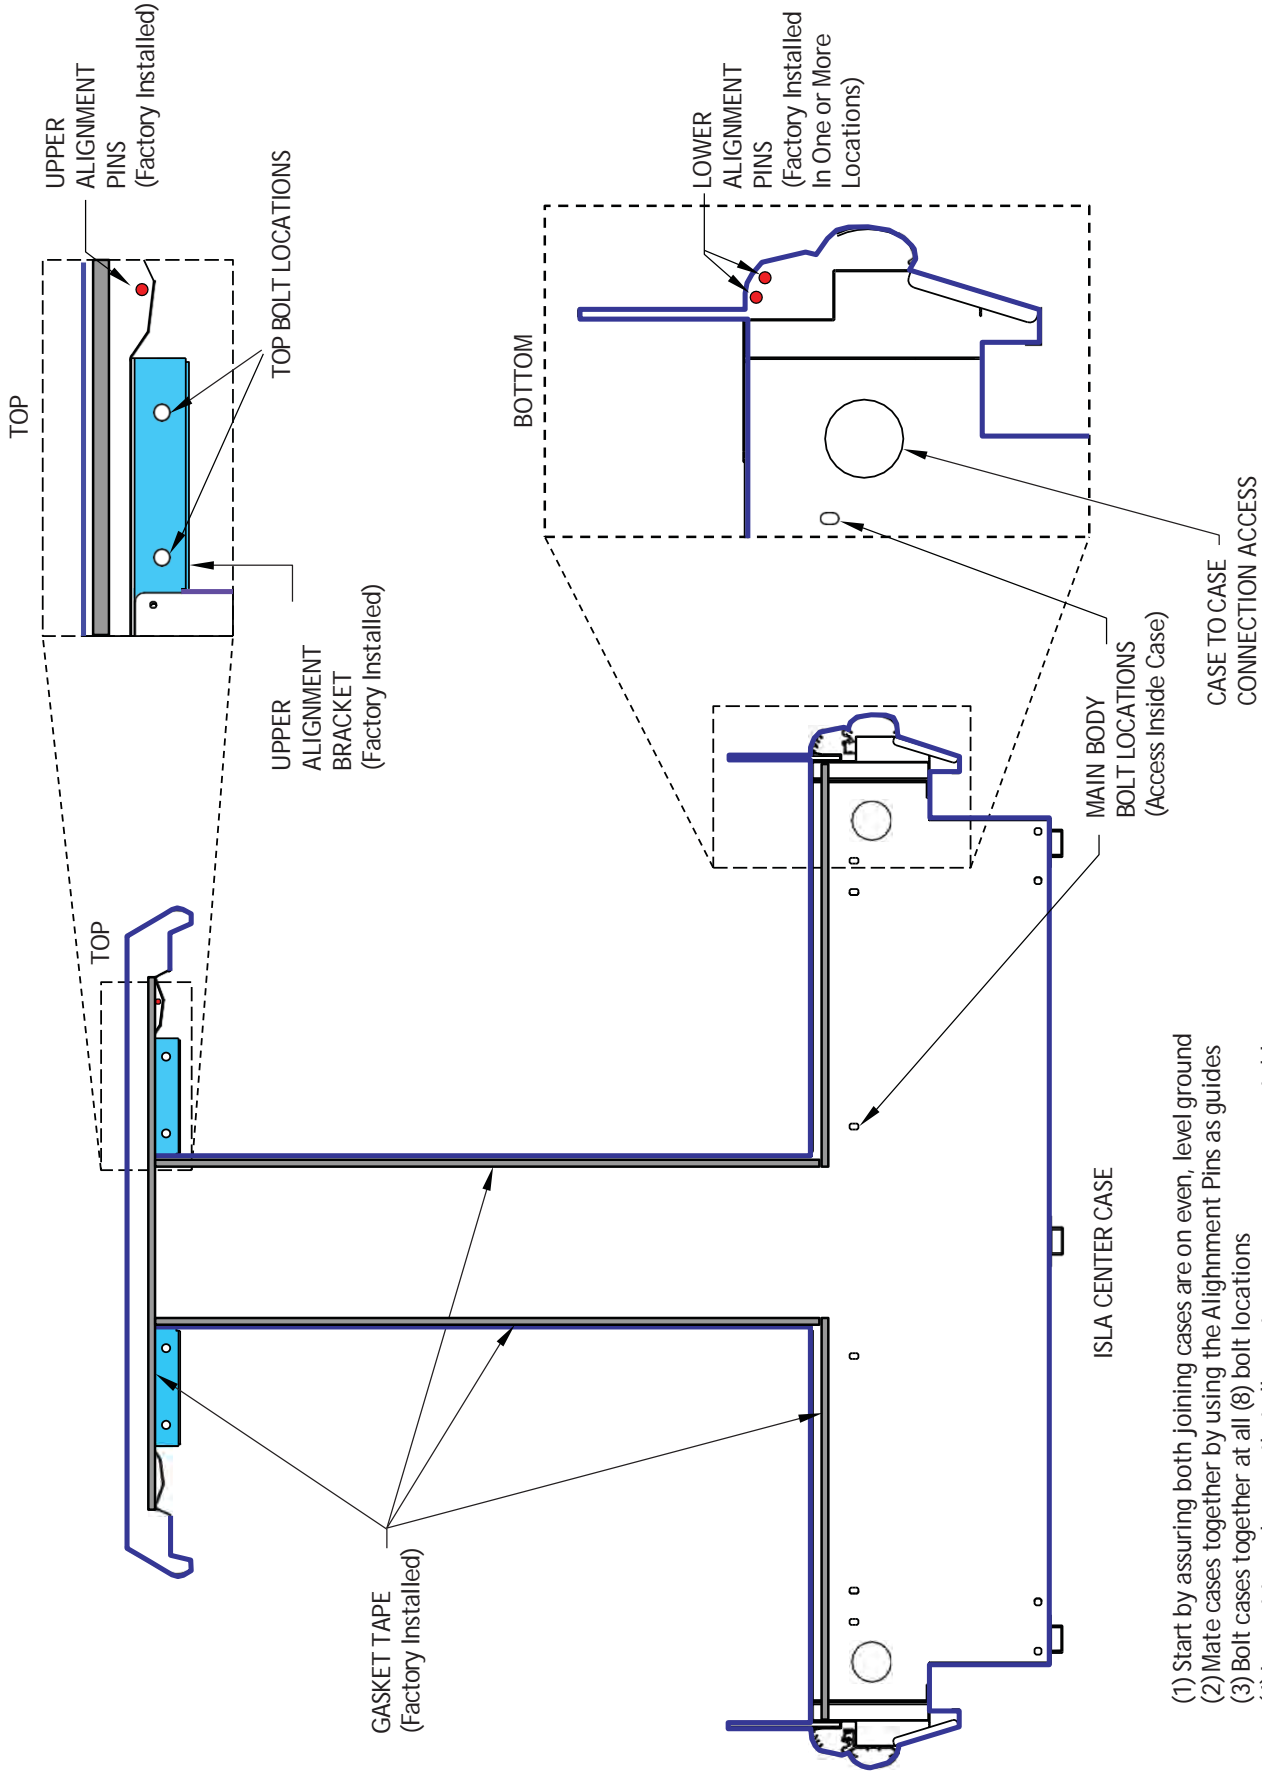 UPPER
ALIGNMENT
PINS
(Factory Installed)
TOP
TOP BOLT LOCATIONS
UPPER
ALIGNMENT
BRACKET
(Factory Installed)
LOWER
ALIGNMENT
PINS
(Factory Installed
In One or More
Locations)
BOTTOM
TOP
CASE TO CASE
CONNECTION ACCESS
MAIN BODY
BOLT LOCATIONS
(Access Inside Case)
GASKET TAPE
(Factory Installed)
ISLA CENTER CASE
(1) Start by assuring both joining cases are on even, level ground
(2) Mate cases together by using the Alighnment Pins as guides
(3) Bolt cases together at all (8) bolt locations